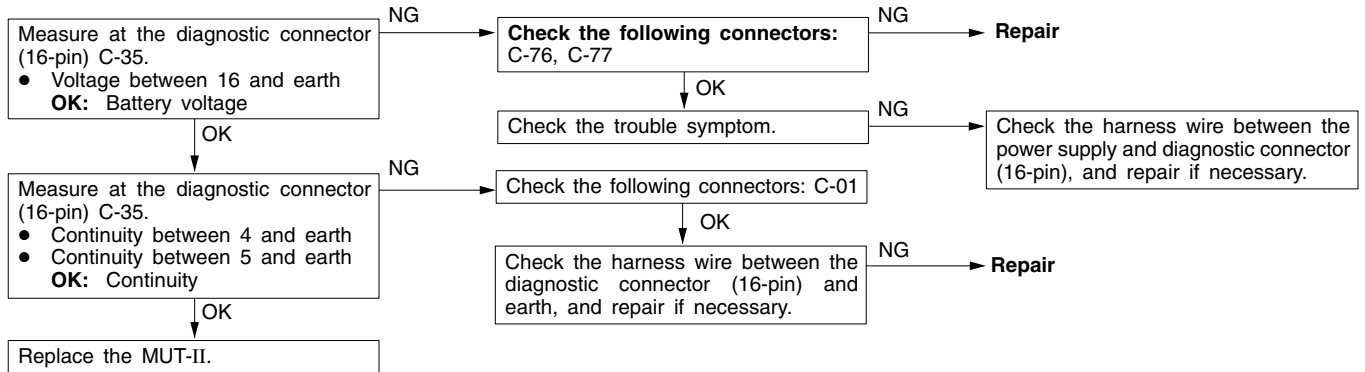 Measure at the diagnostic connector
(16-pin) C-35.
● Voltage between 16 and earth
OK: Battery voltage
NG
Check the following connectors:
C-76, C-77
NG
Repair
OK
OK
Check the trouble symptom.
NG
Check the harness wire between the
power supply and diagnostic connector
(16-pin), and repair if necessary.
Measure at the diagnostic connector
(16-pin) C-35.
● Continuity between 4 and earth
● Continuity between 5 and earth
OK: Continuity
NG
Check the following connectors: C-01
OK
Check the harness wire between the
diagnostic connector (16-pin) and
earth, and repair if necessary.
NG
Repair
OK
Replace the MUT-II.